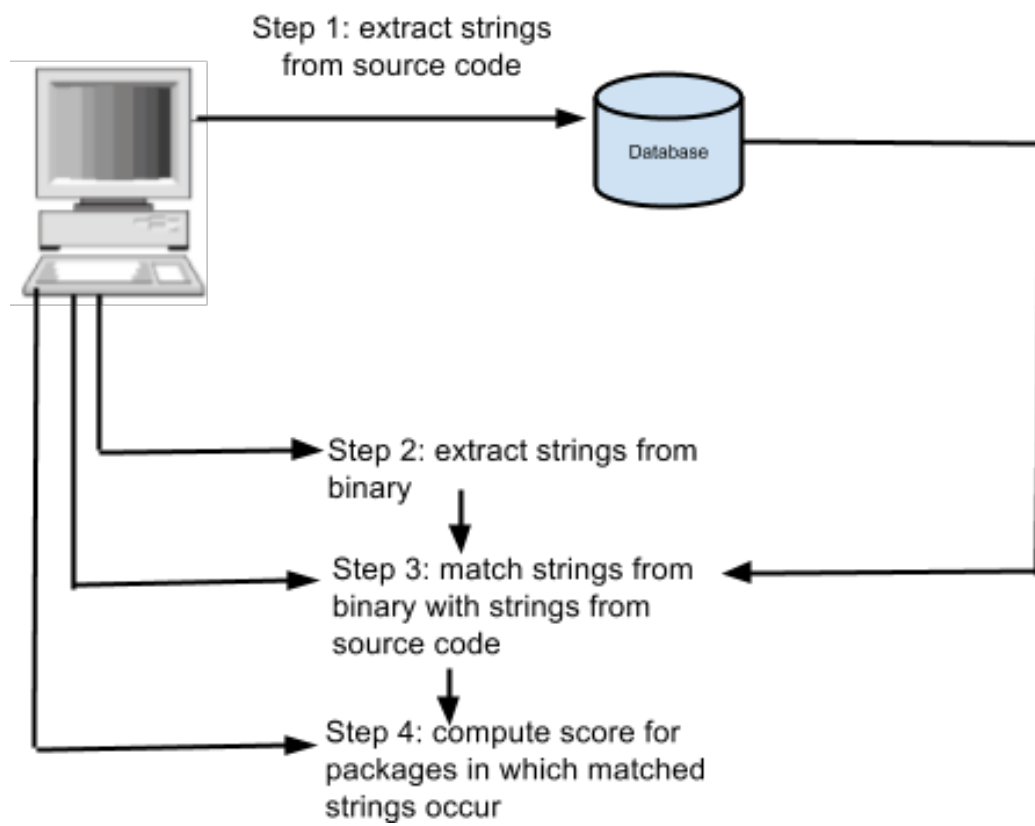 Step 1: extract strings
from source code
Database
Step 2: extract strings from
binary
Step 3: match strings from
binary with strings from
source code
Step 4: compute score for
packages in which matched
strings occur